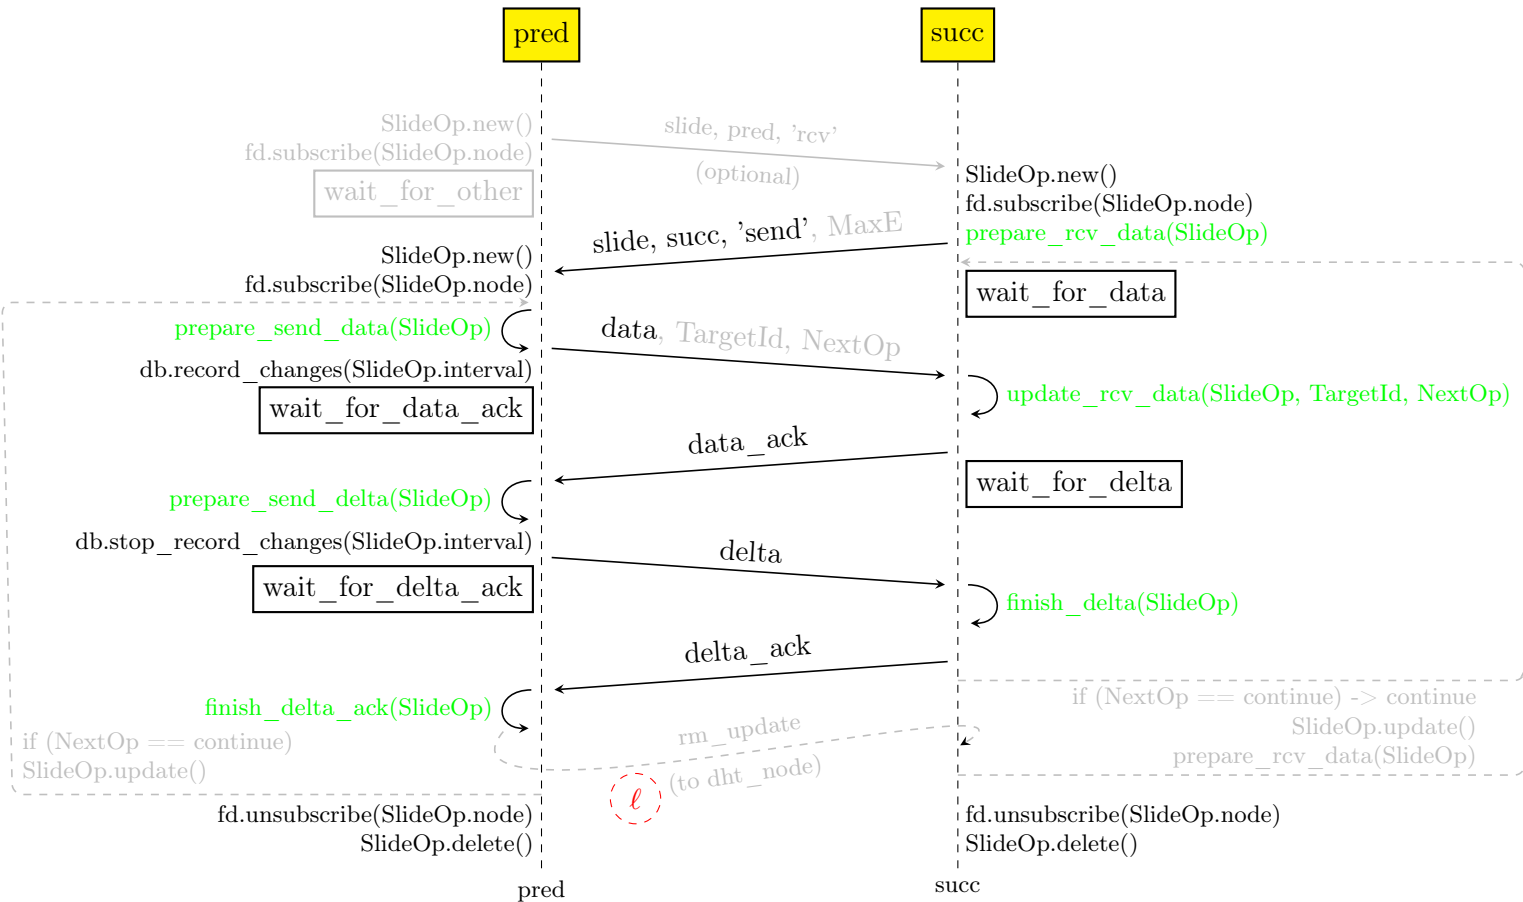 pred
succ
SlideOp.new()
fd.subscribe(SlideOp.node)
wait_for_other
slide, pred, 'rcv'
(optional)
SlideOp.new()
fd.subscribe(SlideOp.node)
prepare_rcv_data(SlideOp)
slide, succ, 'send', MaxE
SlideOp.new()
fd.subscribe(SlideOp.node)
wait_for_data
prepare_send_data(SlideOp)
data, TargetId, NextOp
db.record_changes(SlideOp.interval)
wait_for_data_ack
update_rcv_data(SlideOp, TargetId, NextOp)
data_ack
wait_for_delta
prepare_send_delta(SlideOp)
db.stop_record_changes(SlideOp.interval)
delta
wait_for_delta_ack
finish_delta(SlideOp)
delta_ack
finish_delta_ack(SlideOp)
if (NextOp == continue) -> continue
SlideOp.update()
prepare_rcv_data(SlideOp)
if (NextOp == continue)
SlideOp.update()
rm_update
(to dht_node)
ℓ
fd.unsubscribe(SlideOp.node)
SlideOp.delete()
fd.unsubscribe(SlideOp.node)
SlideOp.delete()
pred
succ